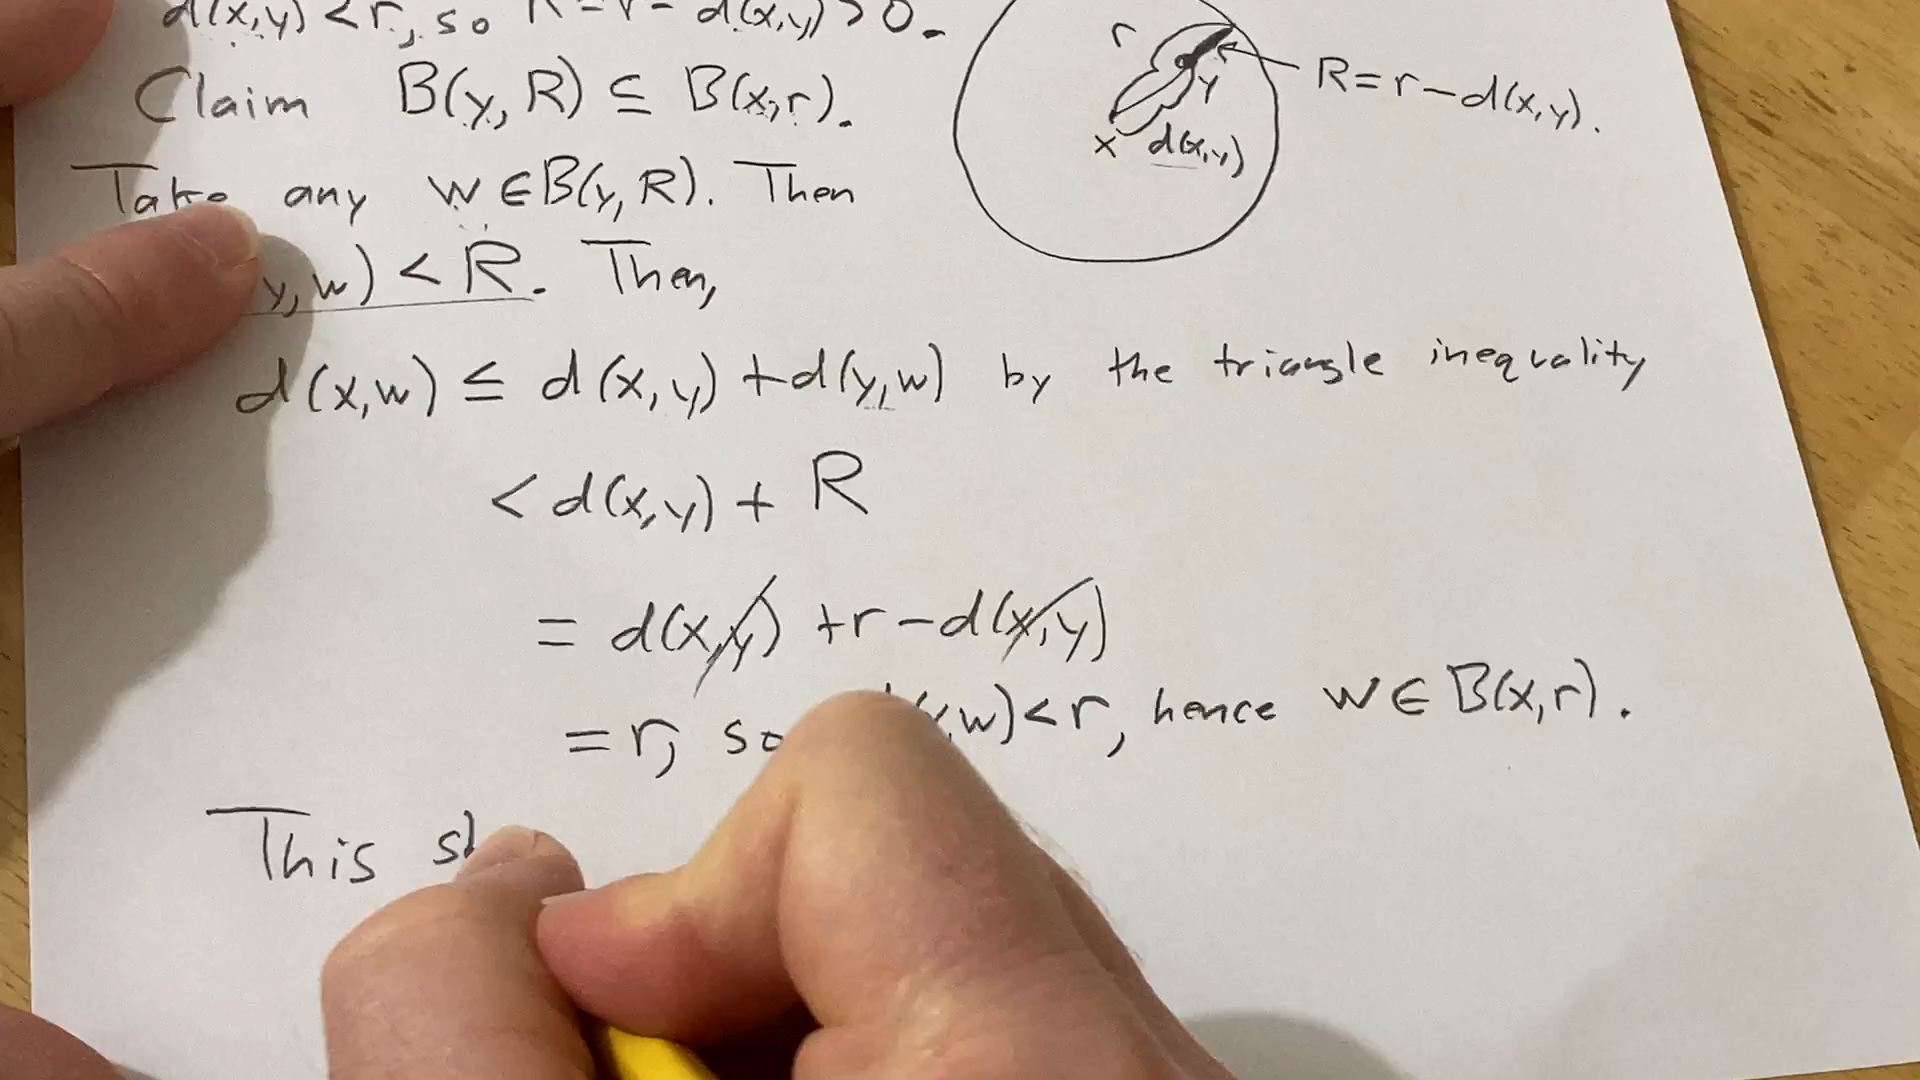 d(x,y) < r, so R = r - d(x,y) > 0.
Claim B(y, R) ⊆ B(x, r).
r
y
x d(x,y)
R = r - d(x,y).
Take any w ∈ B(y, R). Then
y, w) < R. Then,
d(x,w) ≤ d(x,y) + d(y,w) by the triangle inequality
< d(x,y) + R
= d(x,y) + r - d(x,y)
= r, so w) < r, hence w ∈ B(x, r).
This